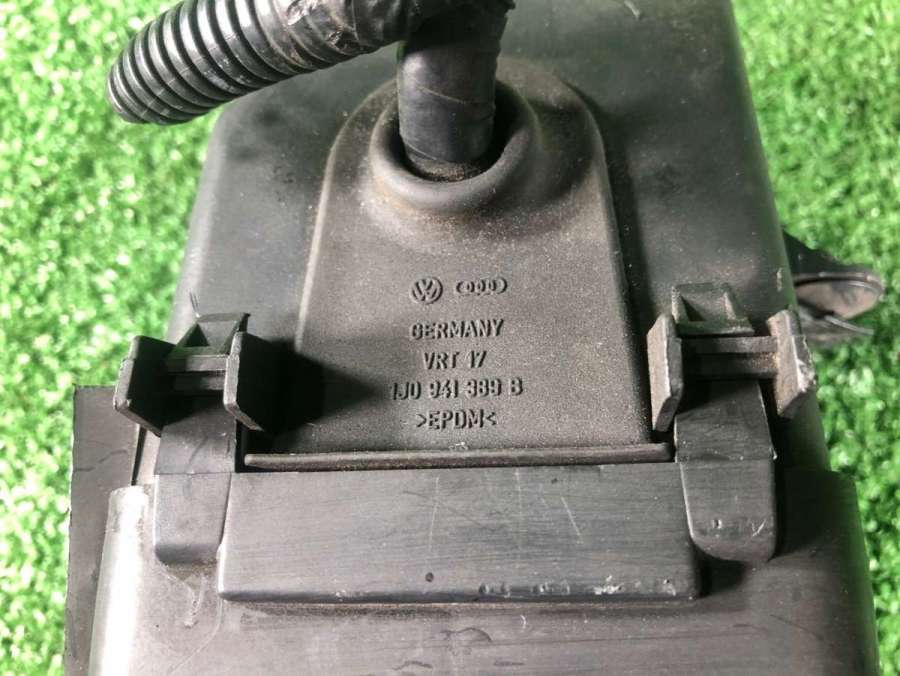 GERMANY
VRT 17
1J0 941 389 B
>EPDM<